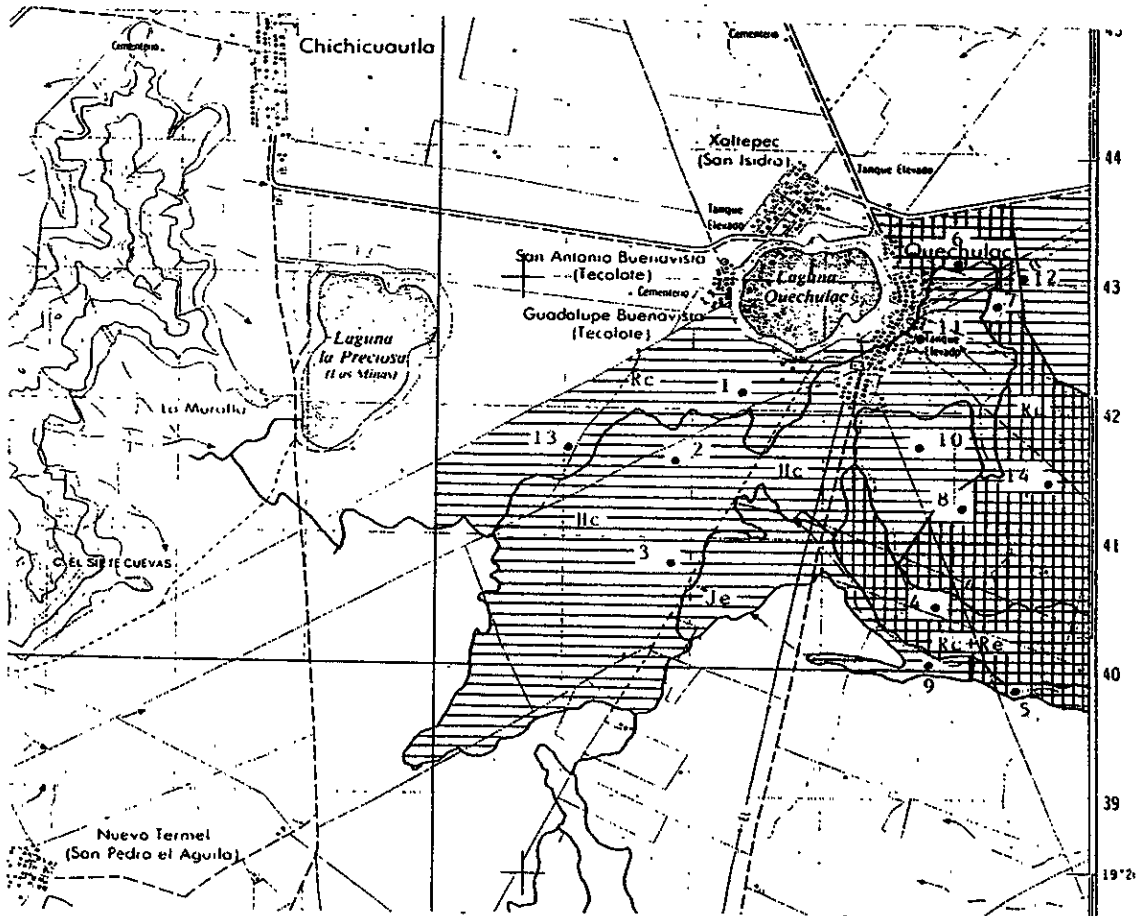 Cementerio
Chichicuautla
Cementerio
43
Xaltepec
(San Isidro)
Tanque Elevado
44
Tanque
Elevado
Quechulac
6
San Antonio Buenavista
(Tecolote)
Laguna
Quechulac
12
Cementerio
43
7
Guadalupe Buenavista
(Tecolote)
11
Tanque
Elevado
Laguna
la Preciosa
(Las Minas)
Rc
1
La Muralla
42
13
2
10
IIc
14
8
IIc
41
3
C. EL SIETE CUEVAS
Je
4
Rc+Re
40
9
5
39
Nuevo Termel
(San Pedro el Aguila)
19°2